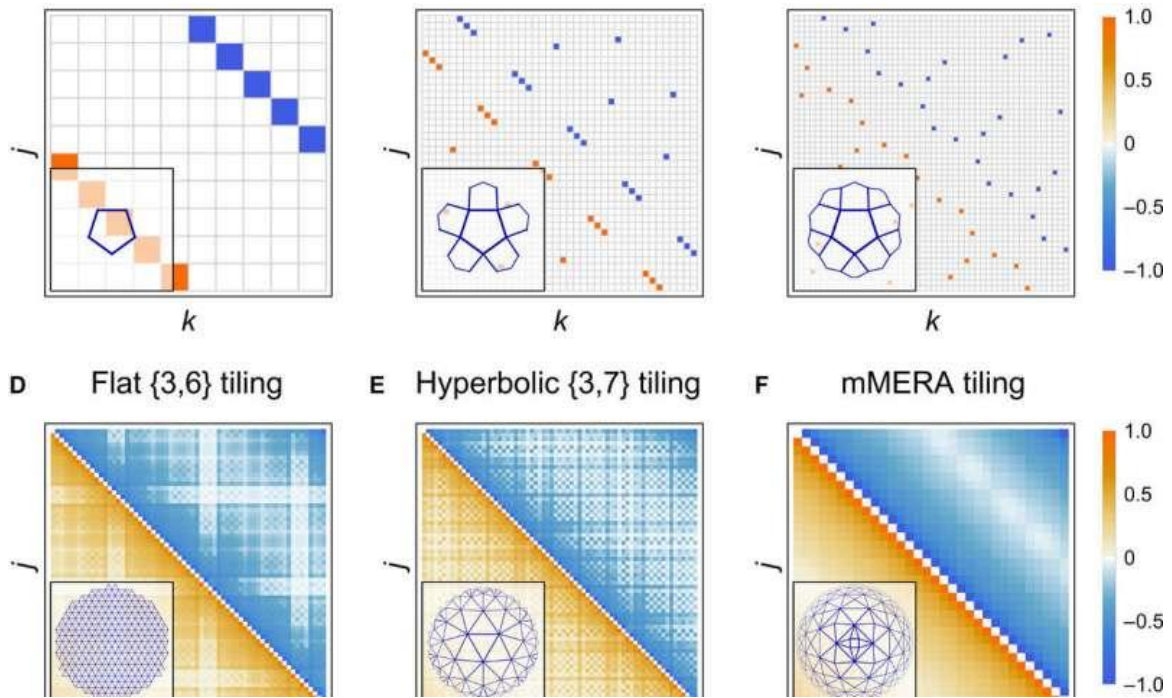 1.0
0.5
0
–0.5
–1.0
j
j
j
k
k
k
D Flat {3,6} tiling
E Hyperbolic {3,7} tiling
F mMERA tiling
1.0
0.5
0
–0.5
–1.0
j
j
j